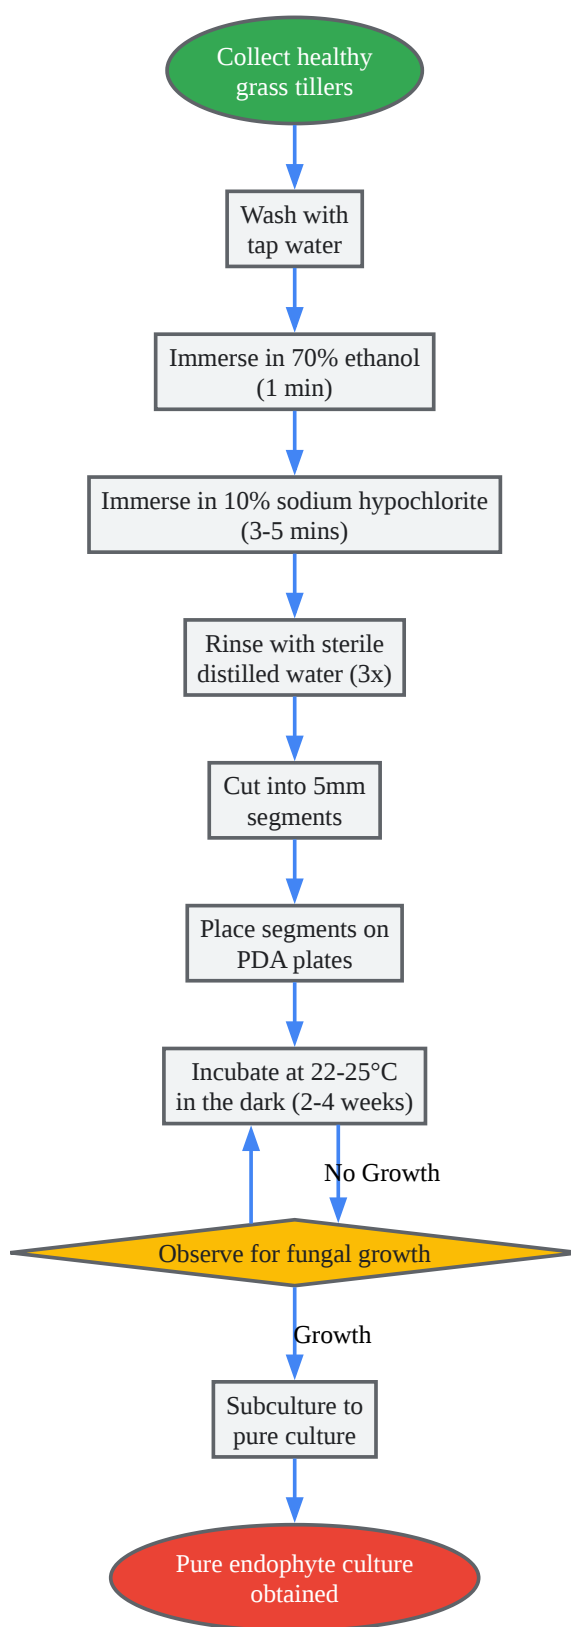 Collect healthy
grass tillers
Wash with
tap water
Immerse in 70% ethanol
(1 min)
Immerse in 10% sodium hypochlorite
(3-5 mins)
Rinse with sterile
distilled water (3x)
Cut into 5mm
segments
Place segments on
PDA plates
Incubate at 22-25°C
in the dark (2-4 weeks)
No Growth
Observe for fungal growth
Growth
Subculture to
pure culture
Pure endophyte culture
obtained